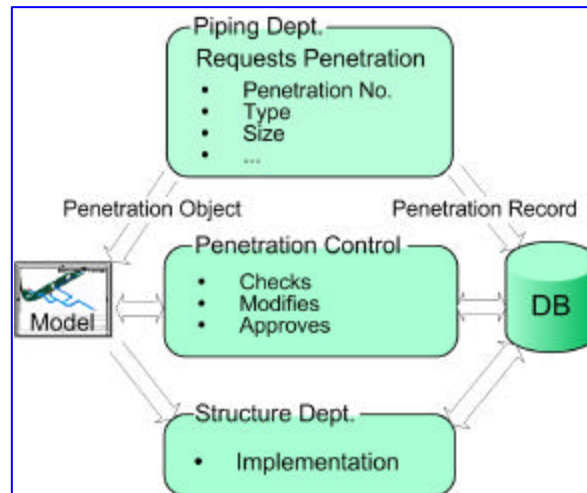 Piping Dept.
Requests Penetration
• Penetration No.
• Type
• Size
• ...
Penetration Object
Penetration Record
Penetration Control
• Checks
• Modifies
• Approves
Model
DB
Structure Dept.
• Implementation